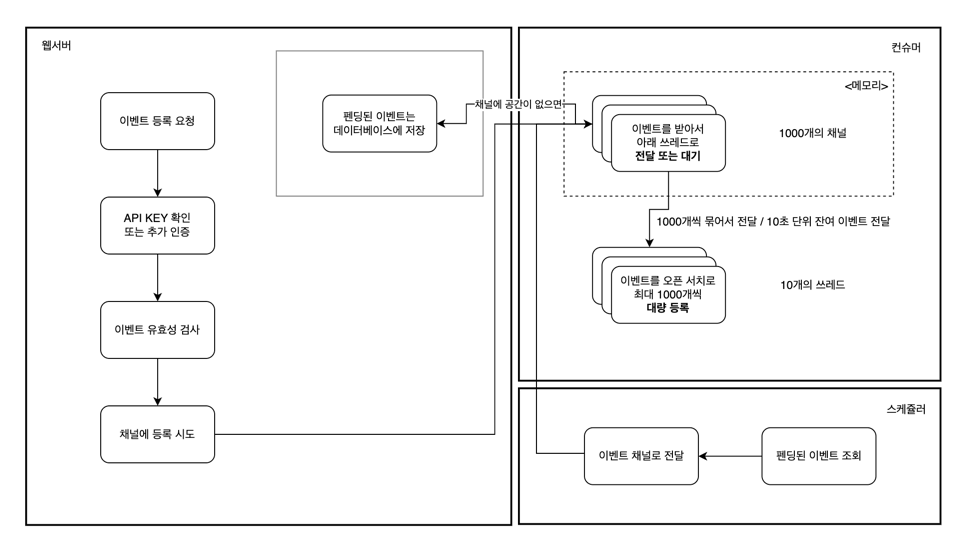 웹서버
이벤트 등록 요청
API KEY 확인
또는 추가 인증
이벤트 유효성 검사
채널에 등록 시도
펜딩된 이벤트는
데이터베이스에 저장
채널에 공간이 없으면
컨슈머
<메모리>
이벤트를 받아서
아래 쓰레드로
전달 또는 대기
1000개의 채널
1000개씩 묶어서 전달 / 10초 단위 잔여 이벤트 전달
이벤트를 오픈 서치로
최대 1000개씩
대량 등록
10개의 쓰레드
스케쥴러
이벤트 채널로 전달
펜딩된 이벤트 조회